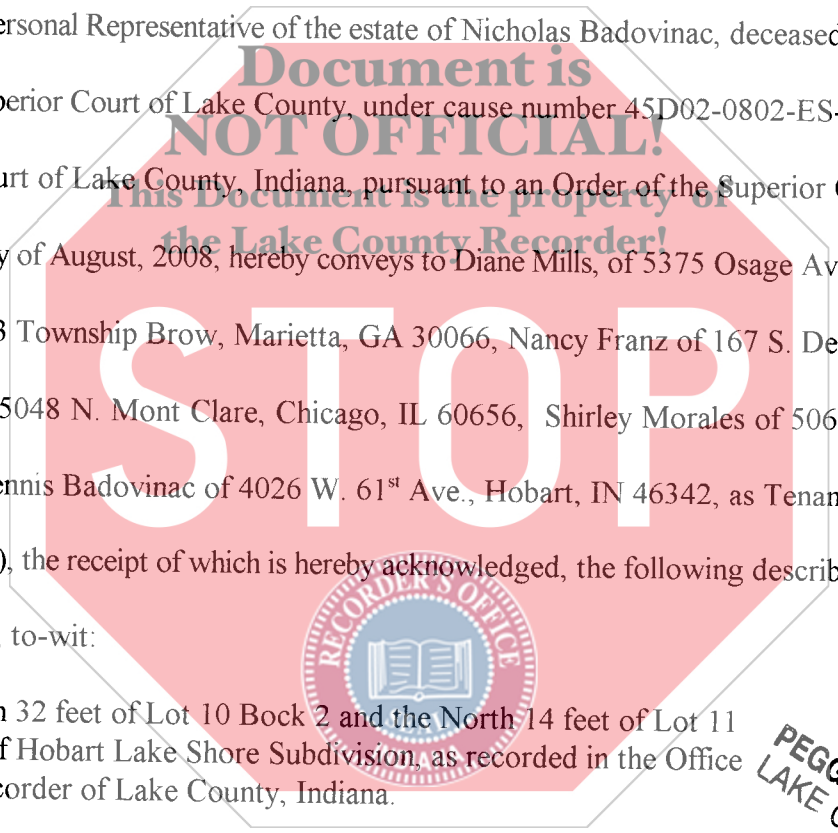 ersonal Representative of the estate of Nicholas Badovinac, deceased
Document is
perior Court of Lake County, under cause number 45D02-0802-ES-
NOT OFFICIAL!
urt of Lake County, Indiana, pursuant to an Order of the Superior
This Document is the property of
the Lake County Recorder!
y of August, 2008, hereby conveys to Diane Mills, of 5375 Osage Av
3 Township Brow, Marietta, GA 30066, Nancy Franz of 167 S. De
STOP
5048 N. Mont Clare, Chicago, IL 60656, Shirley Morales of 506
ennis Badovinac of 4026 W. 61st Ave., Hobart, IN 46342, as Tenan
), the receipt of which is hereby acknowledged, the following describ
RECORDER'S OFFICE
to-wit:
32 feet of Lot 10 Bock 2 and the North 14 feet of Lot 11
f Hobart Lake Shore Subdivision, as recorded in the Office
PEGG
LAKE C
corder of Lake County, Indiana.